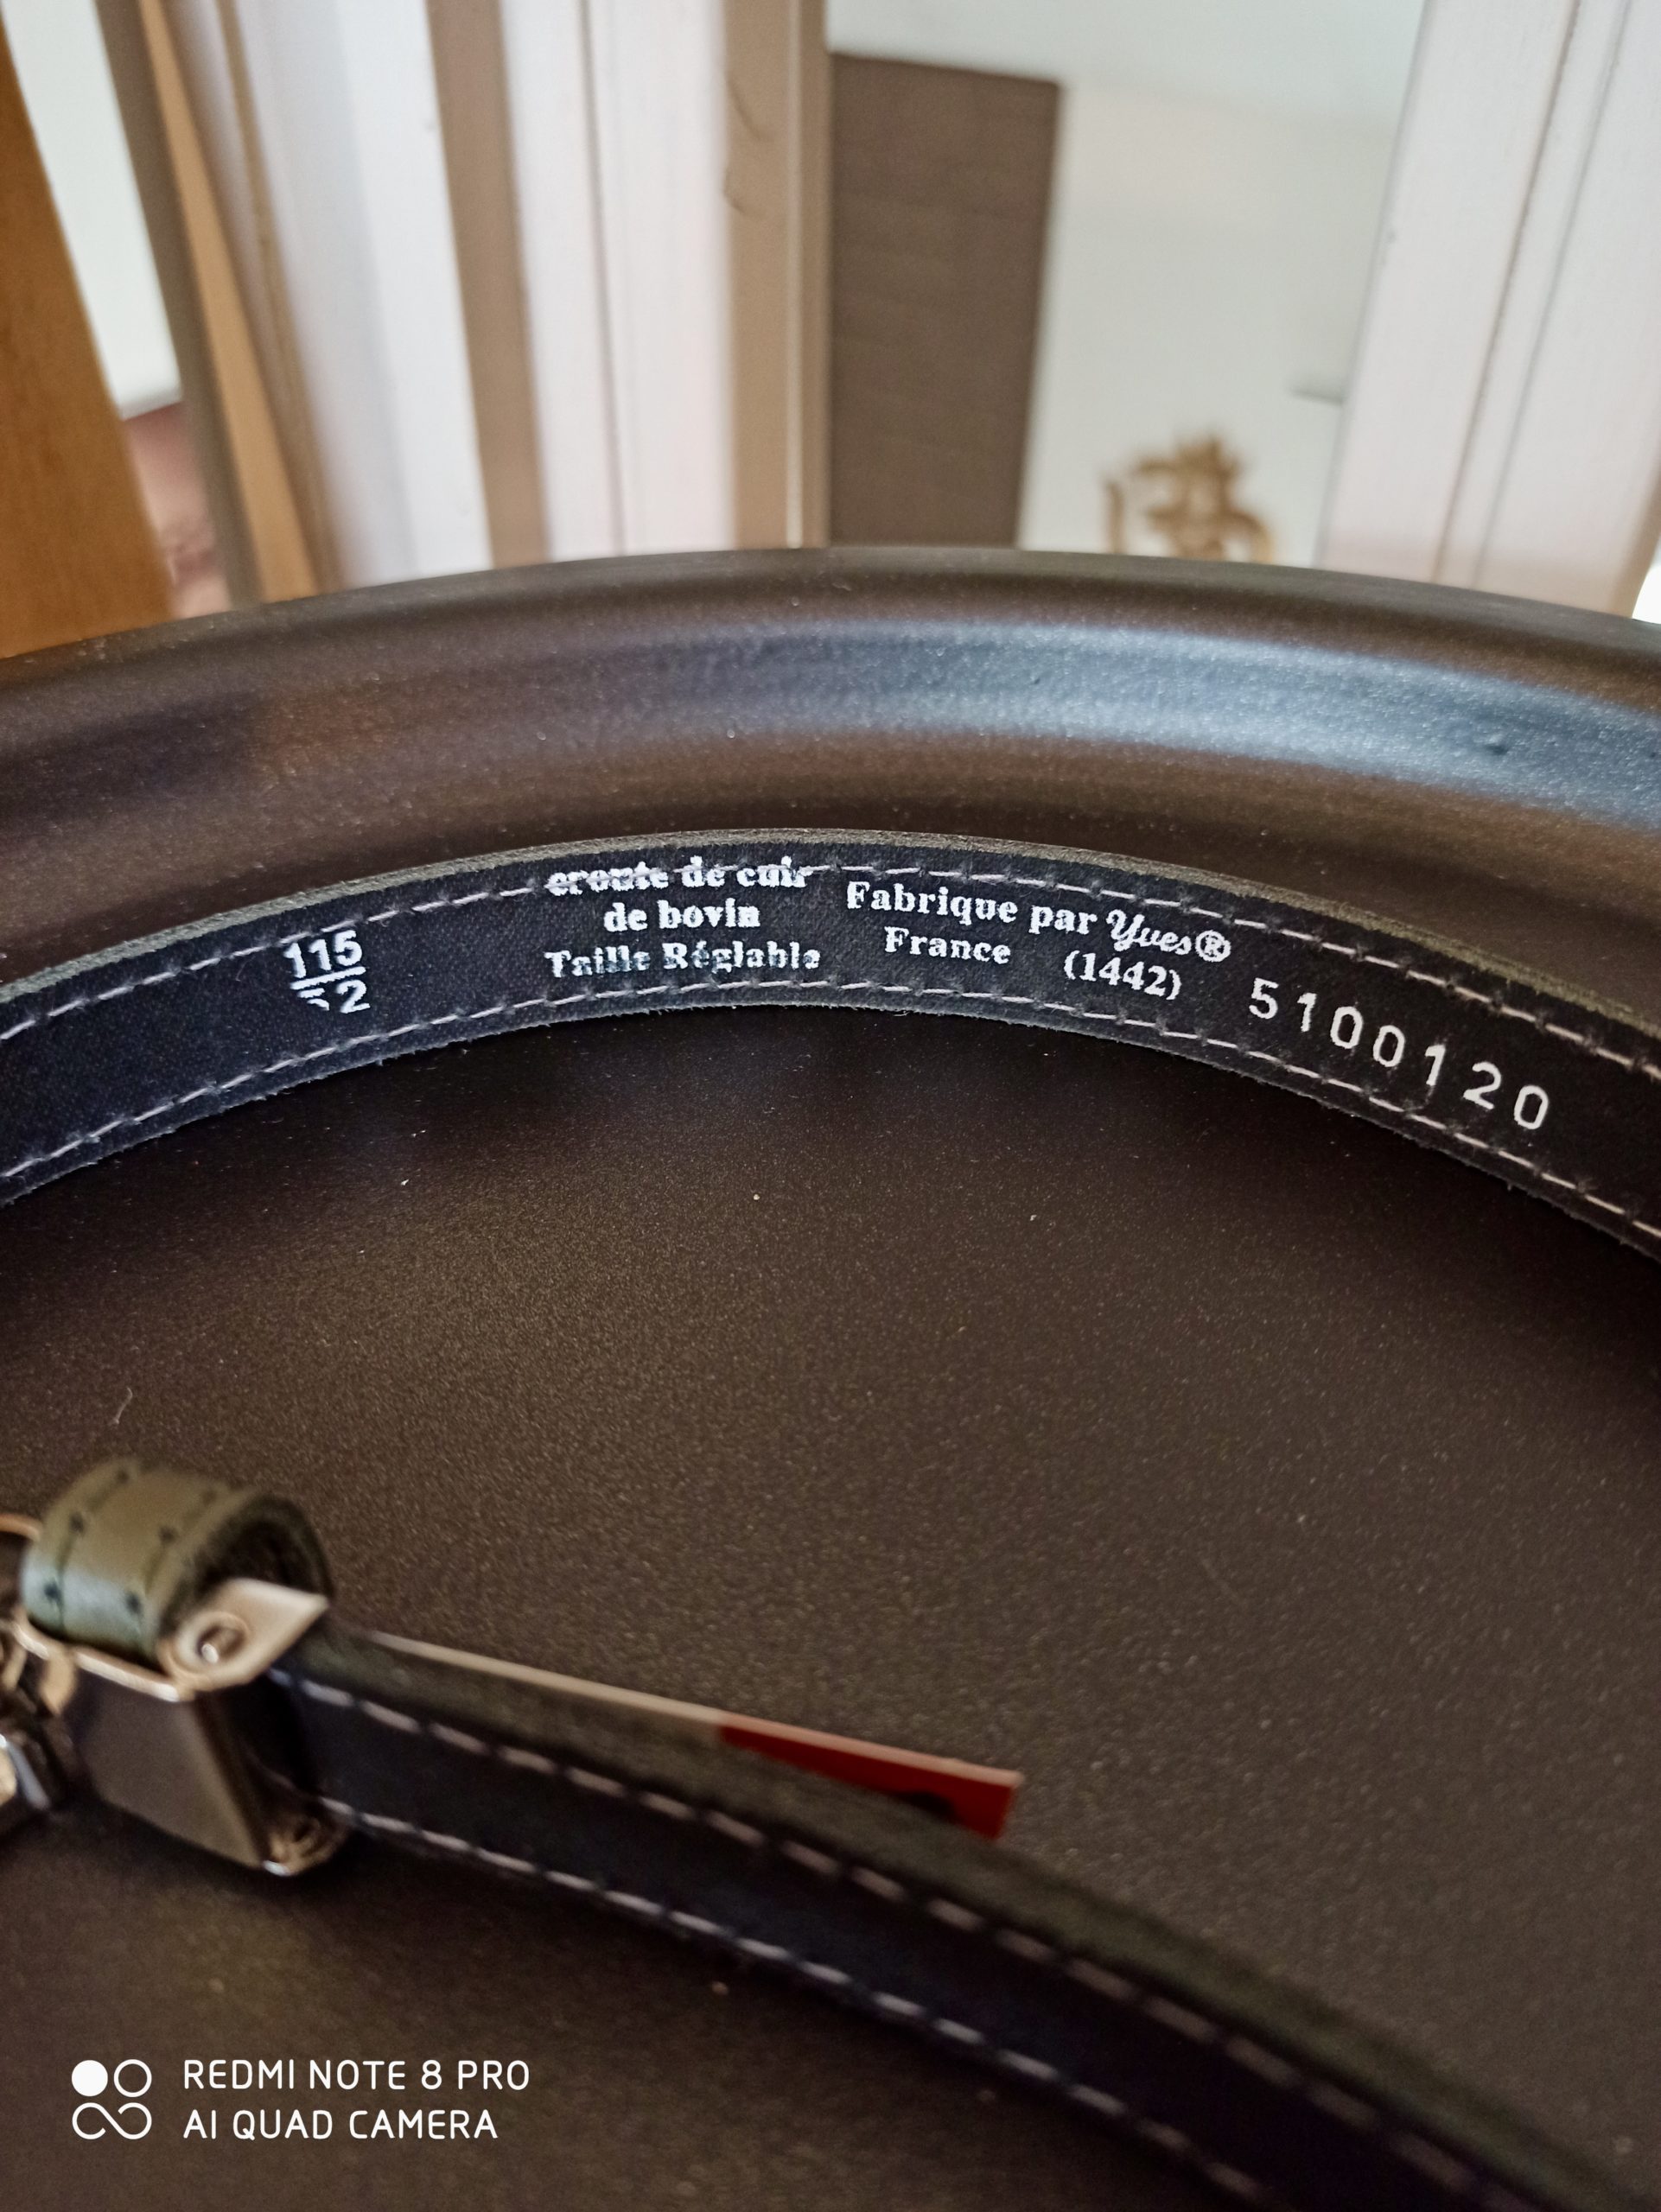 115
croute de cuir
de bovin
Taille Réglable
Fabrique par Yves®
France (1442)
5100120
REDMI NOTE 8 PRO
AI QUAD CAMERA